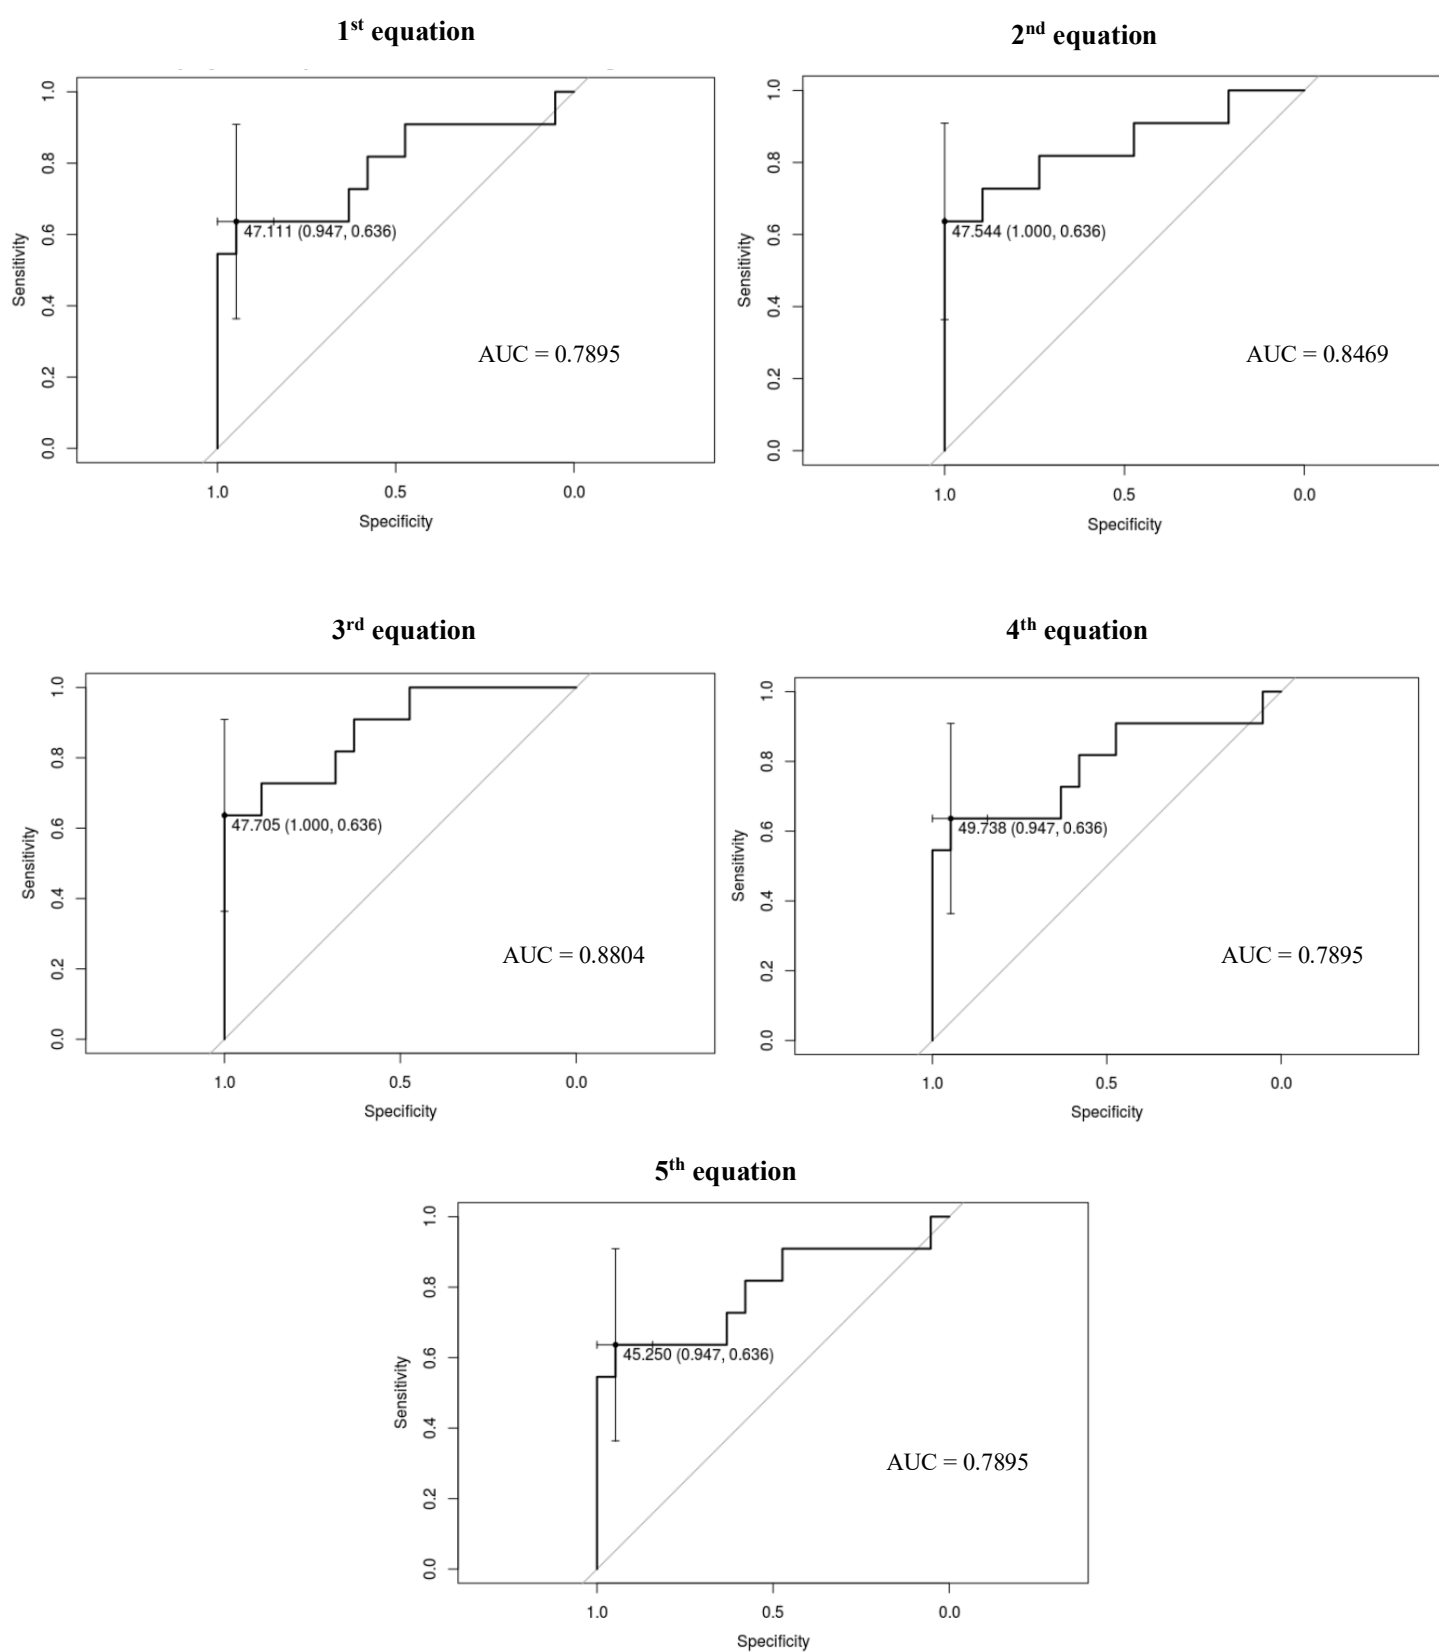 1st equation
1.0
0.8
0.6
0.4
0.2
0.0
Sensitivity
47.111 (0.947, 0.636)
AUC = 0.7895
1.0 0.5 0.0
Specificity
2nd equation
1.0
0.8
0.6
0.4
0.2
0.0
Sensitivity
47.544 (1.000, 0.636)
AUC = 0.8469
1.0 0.5 0.0
Specificity
3rd equation
1.0
0.8
0.6
0.4
0.2
0.0
Sensitivity
47.705 (1.000, 0.636)
AUC = 0.8804
1.0 0.5 0.0
Specificity
4th equation
1.0
0.8
0.6
0.4
0.2
0.0
Sensitivity
49.738 (0.947, 0.636)
AUC = 0.7895
1.0 0.5 0.0
Specificity
5th equation
1.0
0.8
0.6
0.4
0.2
0.0
Sensitivity
45.250 (0.947, 0.636)
AUC = 0.7895
1.0 0.5 0.0
Specificity